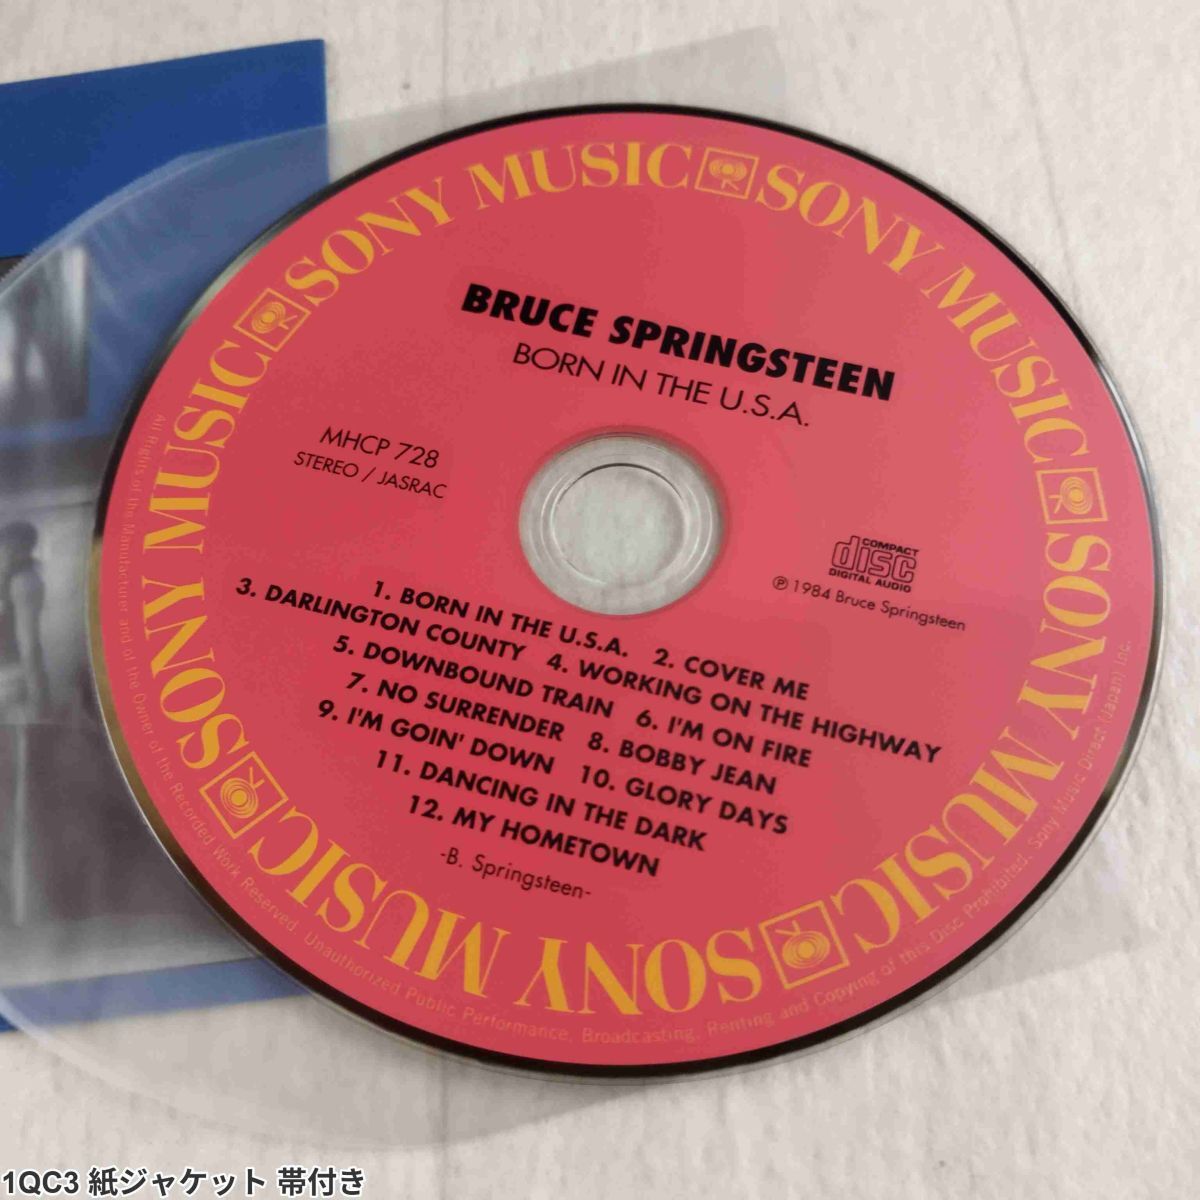 SONY MUSIC SONY MUSIC SONY MUSIC SONY MUSIC SONY MUSIC
BRUCE SPRINGSTEEN
BORN IN THE U.S.A.
MHCP 728
STEREO / JASRAC
COMPACT
disc
DIGITAL AUDIO
℗ 1984 Bruce Springsteen
1. BORN IN THE U.S.A. 2. COVER ME
3. DARLINGTON COUNTY 4. WORKING ON THE HIGHWAY
5. DOWNBOUND TRAIN 6. I'M ON FIRE
7. NO SURRENDER 8. BOBBY JEAN
9. I'M GOIN' DOWN 10. GLORY DAYS
11. DANCING IN THE DARK
12. MY HOMETOWN
-B. Springsteen-
All Rights of the Manufacturer and of the Owner of the Recorded Work Reserved. Unauthorized Public Performance, Broadcasting, Renting and Copying of this Disc Prohibited. Sony Music Direct (Japan) Inc.
1QC3 紙ジャケット 帯付き